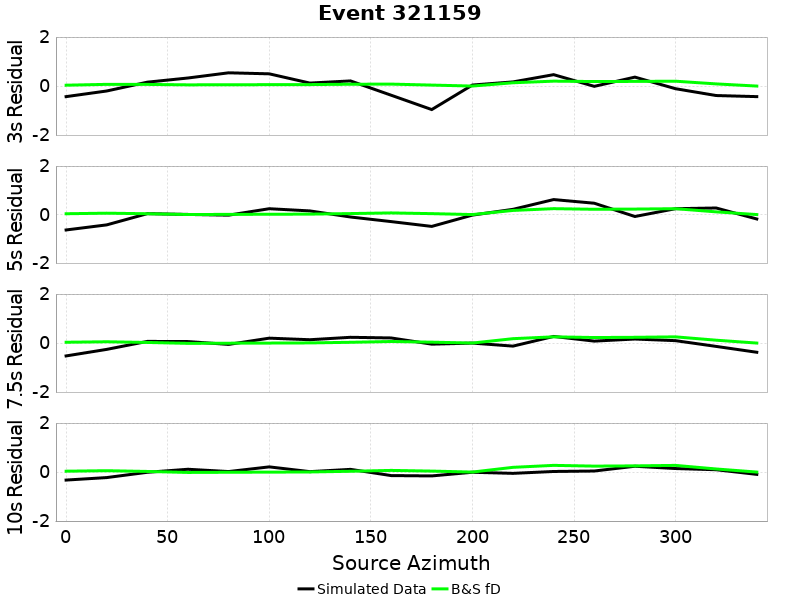 Event 321159
3s Residual
2
0
-2
5s Residual
2
0
-2
7.5s Residual
2
0
-2
10s Residual
2
0
-2
0 50 100 150 200 250 300
Source Azimuth
Simulated Data B&S fD